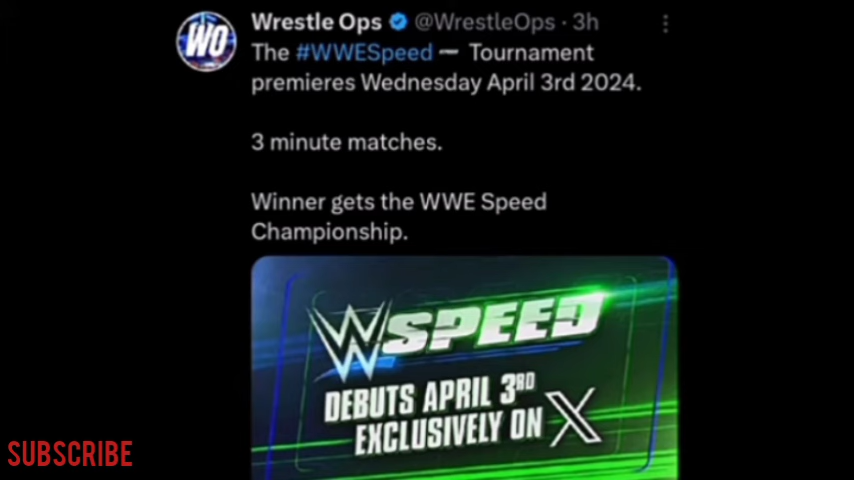 WO
Wrestle Ops @WrestleOps · 3h
The #WWESpeed — Tournament
premieres Wednesday April 3rd 2024.
3 minute matches.
Winner gets the WWE Speed
Championship.
W SPEED
DEBUTS APRIL 3RD
EXCLUSIVELY ON X
SUBSCRIBE